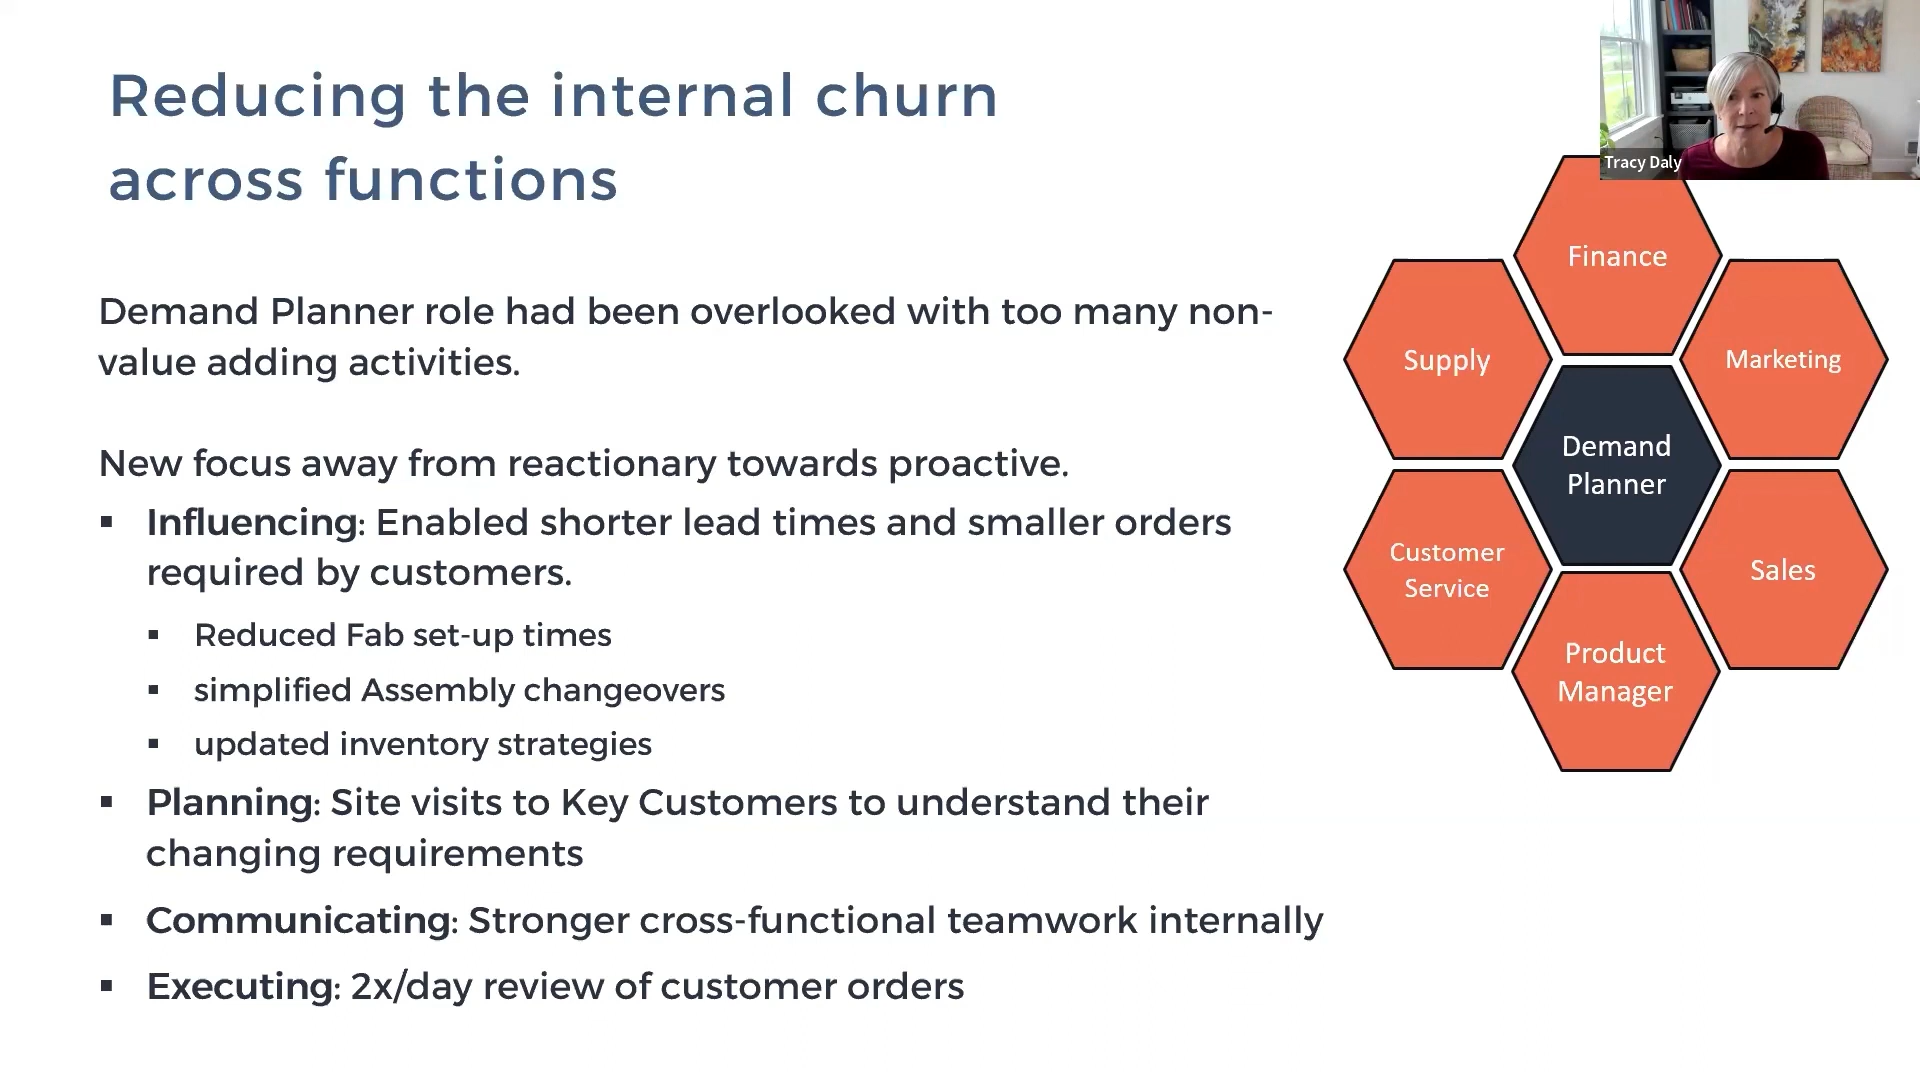 Reducing the internal churn
across functions
Demand Planner role had been overlooked with too many non-
value adding activities.
New focus away from reactionary towards proactive.
▪ Influencing: Enabled shorter lead times and smaller orders
required by customers.
▪ Reduced Fab set-up times
▪ simplified Assembly changeovers
▪ updated inventory strategies
▪ Planning: Site visits to Key Customers to understand their
changing requirements
▪ Communicating: Stronger cross-functional teamwork internally
▪ Executing: 2x/day review of customer orders
Tracy Daly
Finance
Supply
Marketing
Demand
Planner
Customer
Service
Sales
Product
Manager